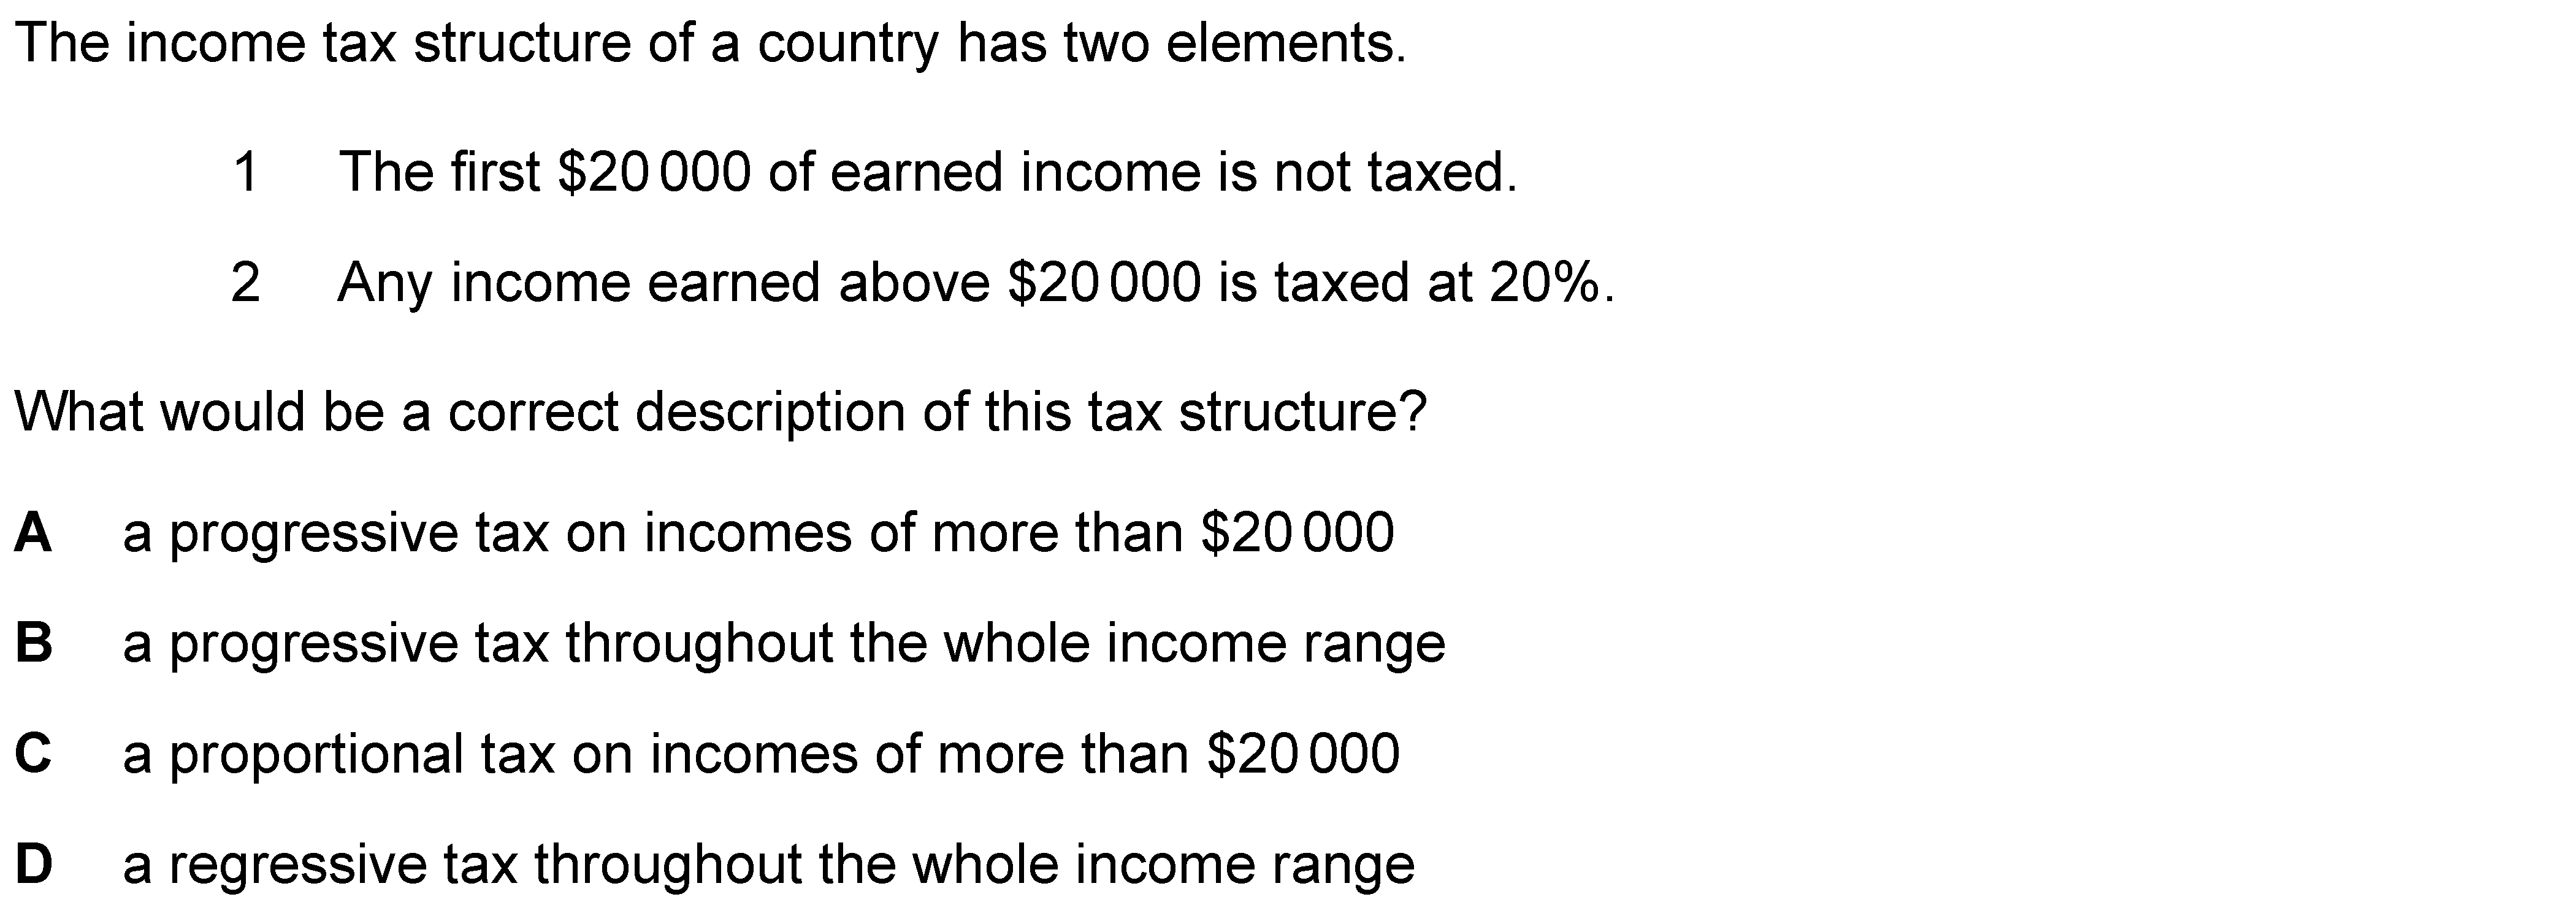 The income tax structure of a country has two elements.
1 The first $20 000 of earned income is not taxed.
2 Any income earned above $20 000 is taxed at 20%.
What would be a correct description of this tax structure?
A a progressive tax on incomes of more than $20 000
B a progressive tax throughout the whole income range
C a proportional tax on incomes of more than $20 000
D a regressive tax throughout the whole income range